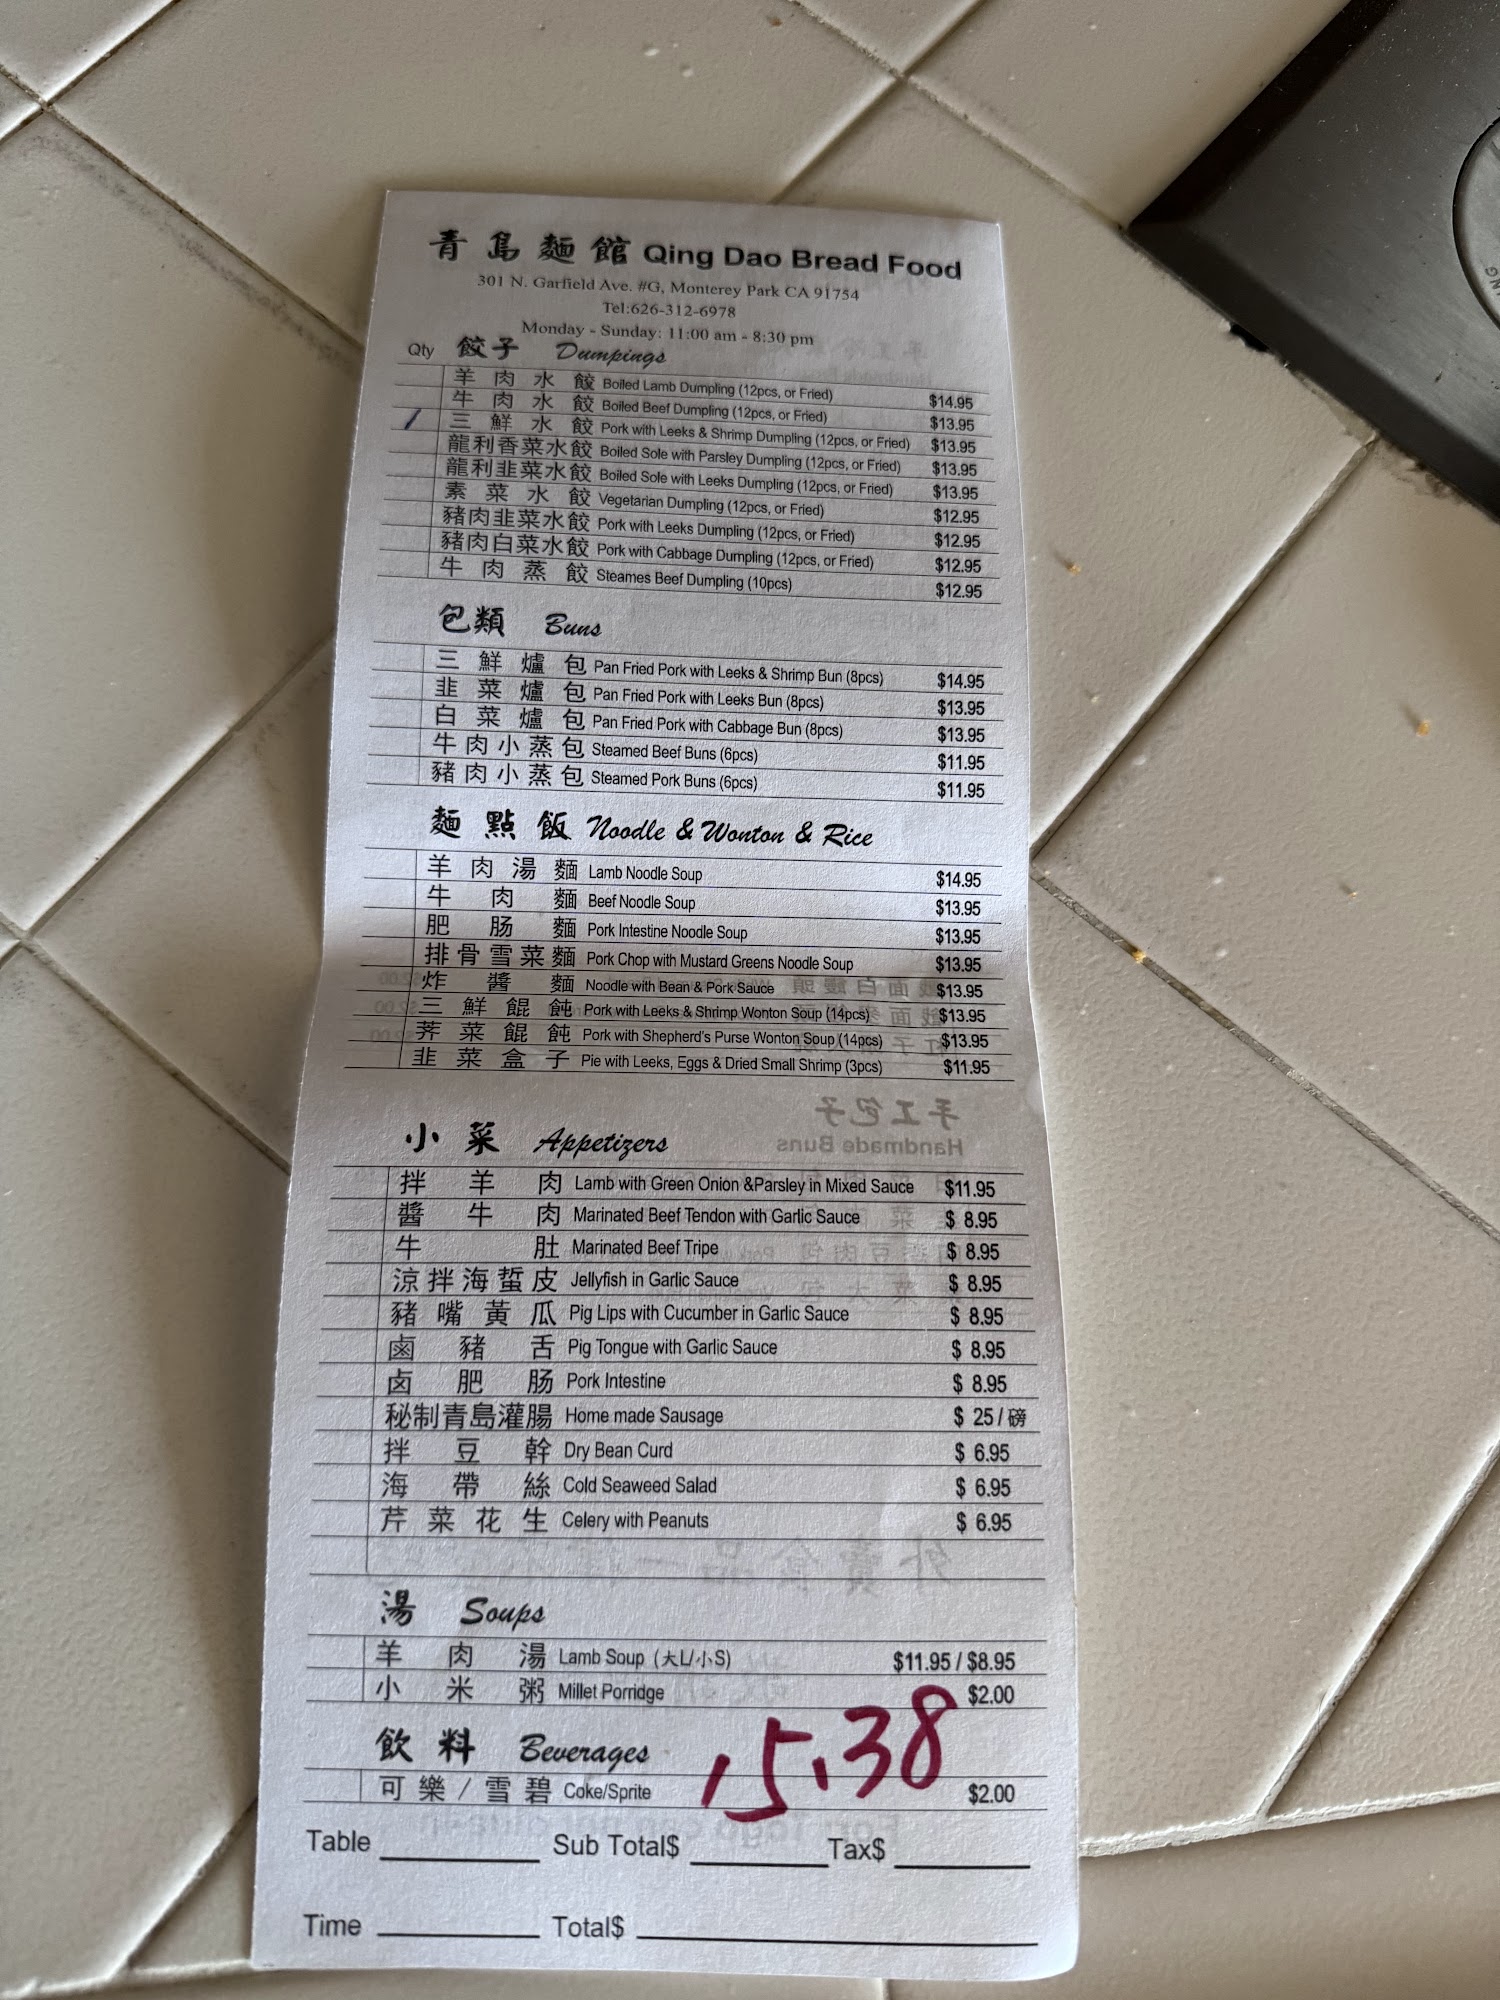 青島麵館 Qing Dao Bread Food
301 N. Garfield Ave. #G, Monterey Park CA 91754
Tel:626-312-6978
Monday - Sunday: 11:00 am - 8:30 pm
Qty 餃子 Dumpings
羊肉水餃 Boiled Lamb Dumpling (12pcs, or Fried) $14.95
牛肉水餃 Boiled Beef Dumpling (12pcs, or Fried) $13.95
/ 三鮮水餃 Pork with Leeks & Shrimp Dumpling (12pcs, or Fried) $13.95
龍利香菜水餃 Boiled Sole with Parsley Dumpling (12pcs, or Fried) $13.95
龍利韭菜水餃 Boiled Sole with Leeks Dumpling (12pcs, or Fried) $13.95
素菜水餃 Vegetarian Dumpling (12pcs, or Fried) $12.95
豬肉韭菜水餃 Pork with Leeks Dumpling (12pcs, or Fried) $12.95
豬肉白菜水餃 Pork with Cabbage Dumpling (12pcs, or Fried) $12.95
牛肉蒸餃 Steames Beef Dumpling (10pcs) $12.95
包類 Buns
三鮮爐包 Pan Fried Pork with Leeks & Shrimp Bun (8pcs) $14.95
韭菜爐包 Pan Fried Pork with Leeks Bun (8pcs) $13.95
白菜爐包 Pan Fried Pork with Cabbage Bun (8pcs) $13.95
牛肉小蒸包 Steamed Beef Buns (6pcs) $11.95
豬肉小蒸包 Steamed Pork Buns (6pcs) $11.95
麵點飯 Noodle & Wonton & Rice
羊肉湯麵 Lamb Noodle Soup $14.95
牛肉麵 Beef Noodle Soup $13.95
肥肠麵 Pork Intestine Noodle Soup $13.95
排骨雪菜麵 Pork Chop with Mustard Greens Noodle Soup $13.95
炸醬麵 Noodle with Bean & Pork Sauce $13.95
三鮮餛飩 Pork with Leeks & Shrimp Wonton Soup (14pcs) $13.95
薺菜餛飩 Pork with Shepherd's Purse Wonton Soup (14pcs) $13.95
韭菜盒子 Pie with Leeks, Eggs & Dried Small Shrimp (3pcs) $11.95
手工包子
Handmade Buns
小菜 Appetizers
拌羊肉 Lamb with Green Onion &Parsley in Mixed Sauce $11.95
醬牛肉 Marinated Beef Tendon with Garlic Sauce $ 8.95
牛肚 Marinated Beef Tripe $ 8.95
涼拌海蜇皮 Jellyfish in Garlic Sauce $ 8.95
豬嘴黃瓜 Pig Lips with Cucumber in Garlic Sauce $ 8.95
鹵豬舌 Pig Tongue with Garlic Sauce $ 8.95
卤肥肠 Pork Intestine $ 8.95
秘制青島灌腸 Home made Sausage $ 25/磅
拌豆幹 Dry Bean Curd $ 6.95
海帶絲 Cold Seaweed Salad $ 6.95
芹菜花生 Celery with Peanuts $ 6.95
湯 Soups
羊肉湯 Lamb Soup (大L/小S) $11.95 / $8.95
小米粥 Millet Porridge $2.00
15.38
飲料 Beverages
可樂/雪碧 Coke/Sprite $2.00
Table Sub Total$ Tax$
Time Total$